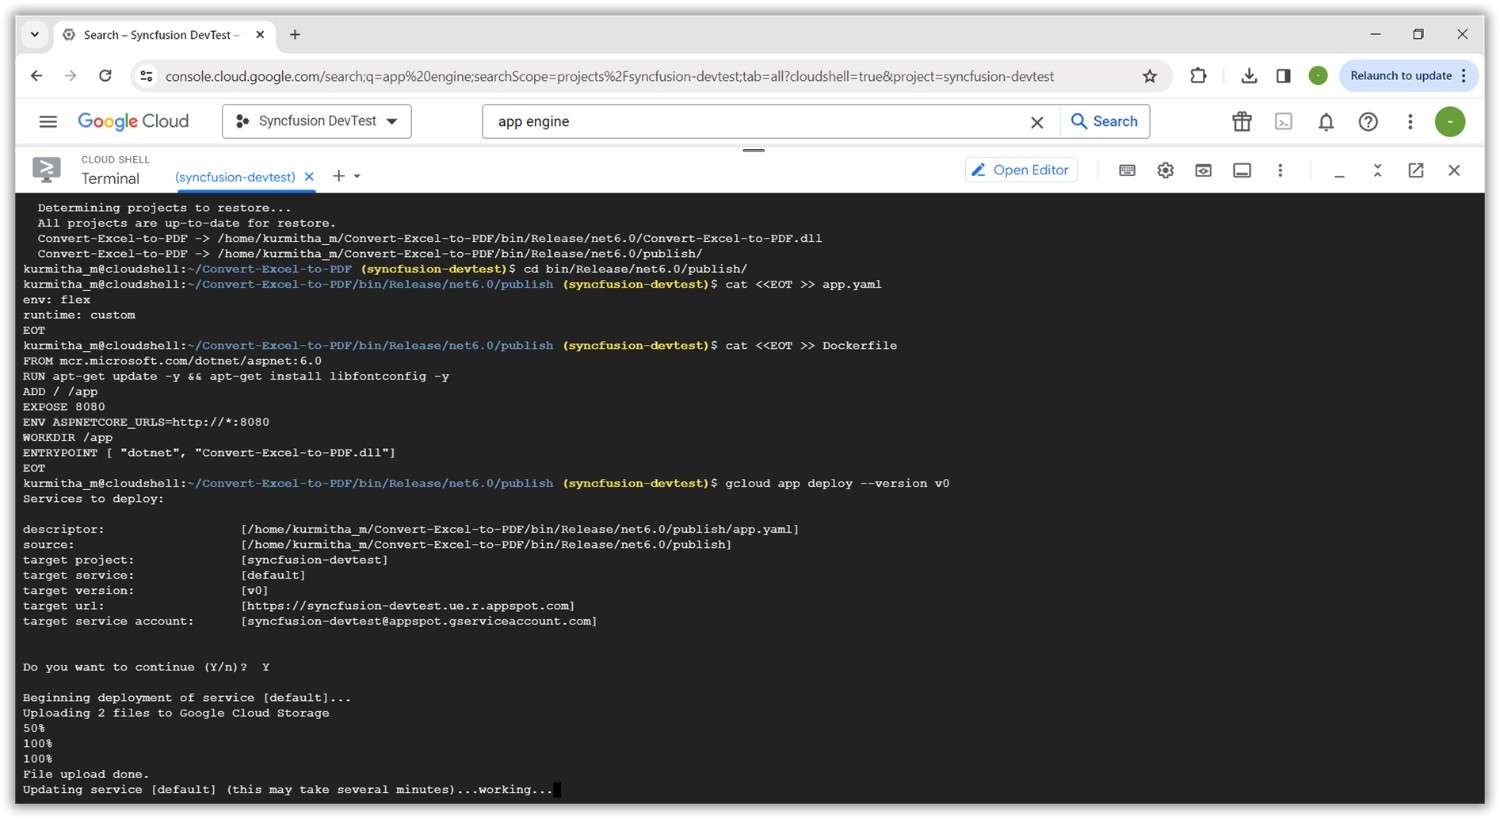 Search – Syncfusion DevTest –
console.cloud.google.com/search;q=app%20engine;searchScope=projects%2Fsyncfusion-devtest;tab=all?cloudshell=true&project=syncfusion-devtest
Relaunch to update
Google Cloud
Syncfusion DevTest
app engine
Search
CLOUD SHELL
Terminal
(syncfusion-devtest)
Open Editor
Determining projects to restore...
All projects are up-to-date for restore.
Convert-Excel-to-PDF -> /home/kurmitha_m/Convert-Excel-to-PDF/bin/Release/net6.0/Convert-Excel-to-PDF.dll
Convert-Excel-to-PDF -> /home/kurmitha_m/Convert-Excel-to-PDF/bin/Release/net6.0/publish/
kurmitha_m@cloudshell:~/Convert-Excel-to-PDF (syncfusion-devtest)$ cd bin/Release/net6.0/publish/
kurmitha_m@cloudshell:~/Convert-Excel-to-PDF/bin/Release/net6.0/publish (syncfusion-devtest)$ cat <<EOT >> app.yaml
env: flex
runtime: custom
EOT
kurmitha_m@cloudshell:~/Convert-Excel-to-PDF/bin/Release/net6.0/publish (syncfusion-devtest)$ cat <<EOT >> Dockerfile
FROM mcr.microsoft.com/dotnet/aspnet:6.0
RUN apt-get update -y && apt-get install libfontconfig -y
ADD / /app
EXPOSE 8080
ENV ASPNETCORE_URLS=http://*:8080
WORKDIR /app
ENTRYPOINT [ "dotnet", "Convert-Excel-to-PDF.dll"]
EOT
kurmitha_m@cloudshell:~/Convert-Excel-to-PDF/bin/Release/net6.0/publish (syncfusion-devtest)$ gcloud app deploy --version v0
Services to deploy:
descriptor: [/home/kurmitha_m/Convert-Excel-to-PDF/bin/Release/net6.0/publish/app.yaml]
source: [/home/kurmitha_m/Convert-Excel-to-PDF/bin/Release/net6.0/publish]
target project: [syncfusion-devtest]
target service: [default]
target version: [v0]
target url: [https://syncfusion-devtest.ue.r.appspot.com]
target service account: [syncfusion-devtest@appspot.gserviceaccount.com]
Do you want to continue (Y/n)? Y
Beginning deployment of service [default]...
Uploading 2 files to Google Cloud Storage
50%
100%
100%
File upload done.
Updating service [default] (this may take several minutes)...working...